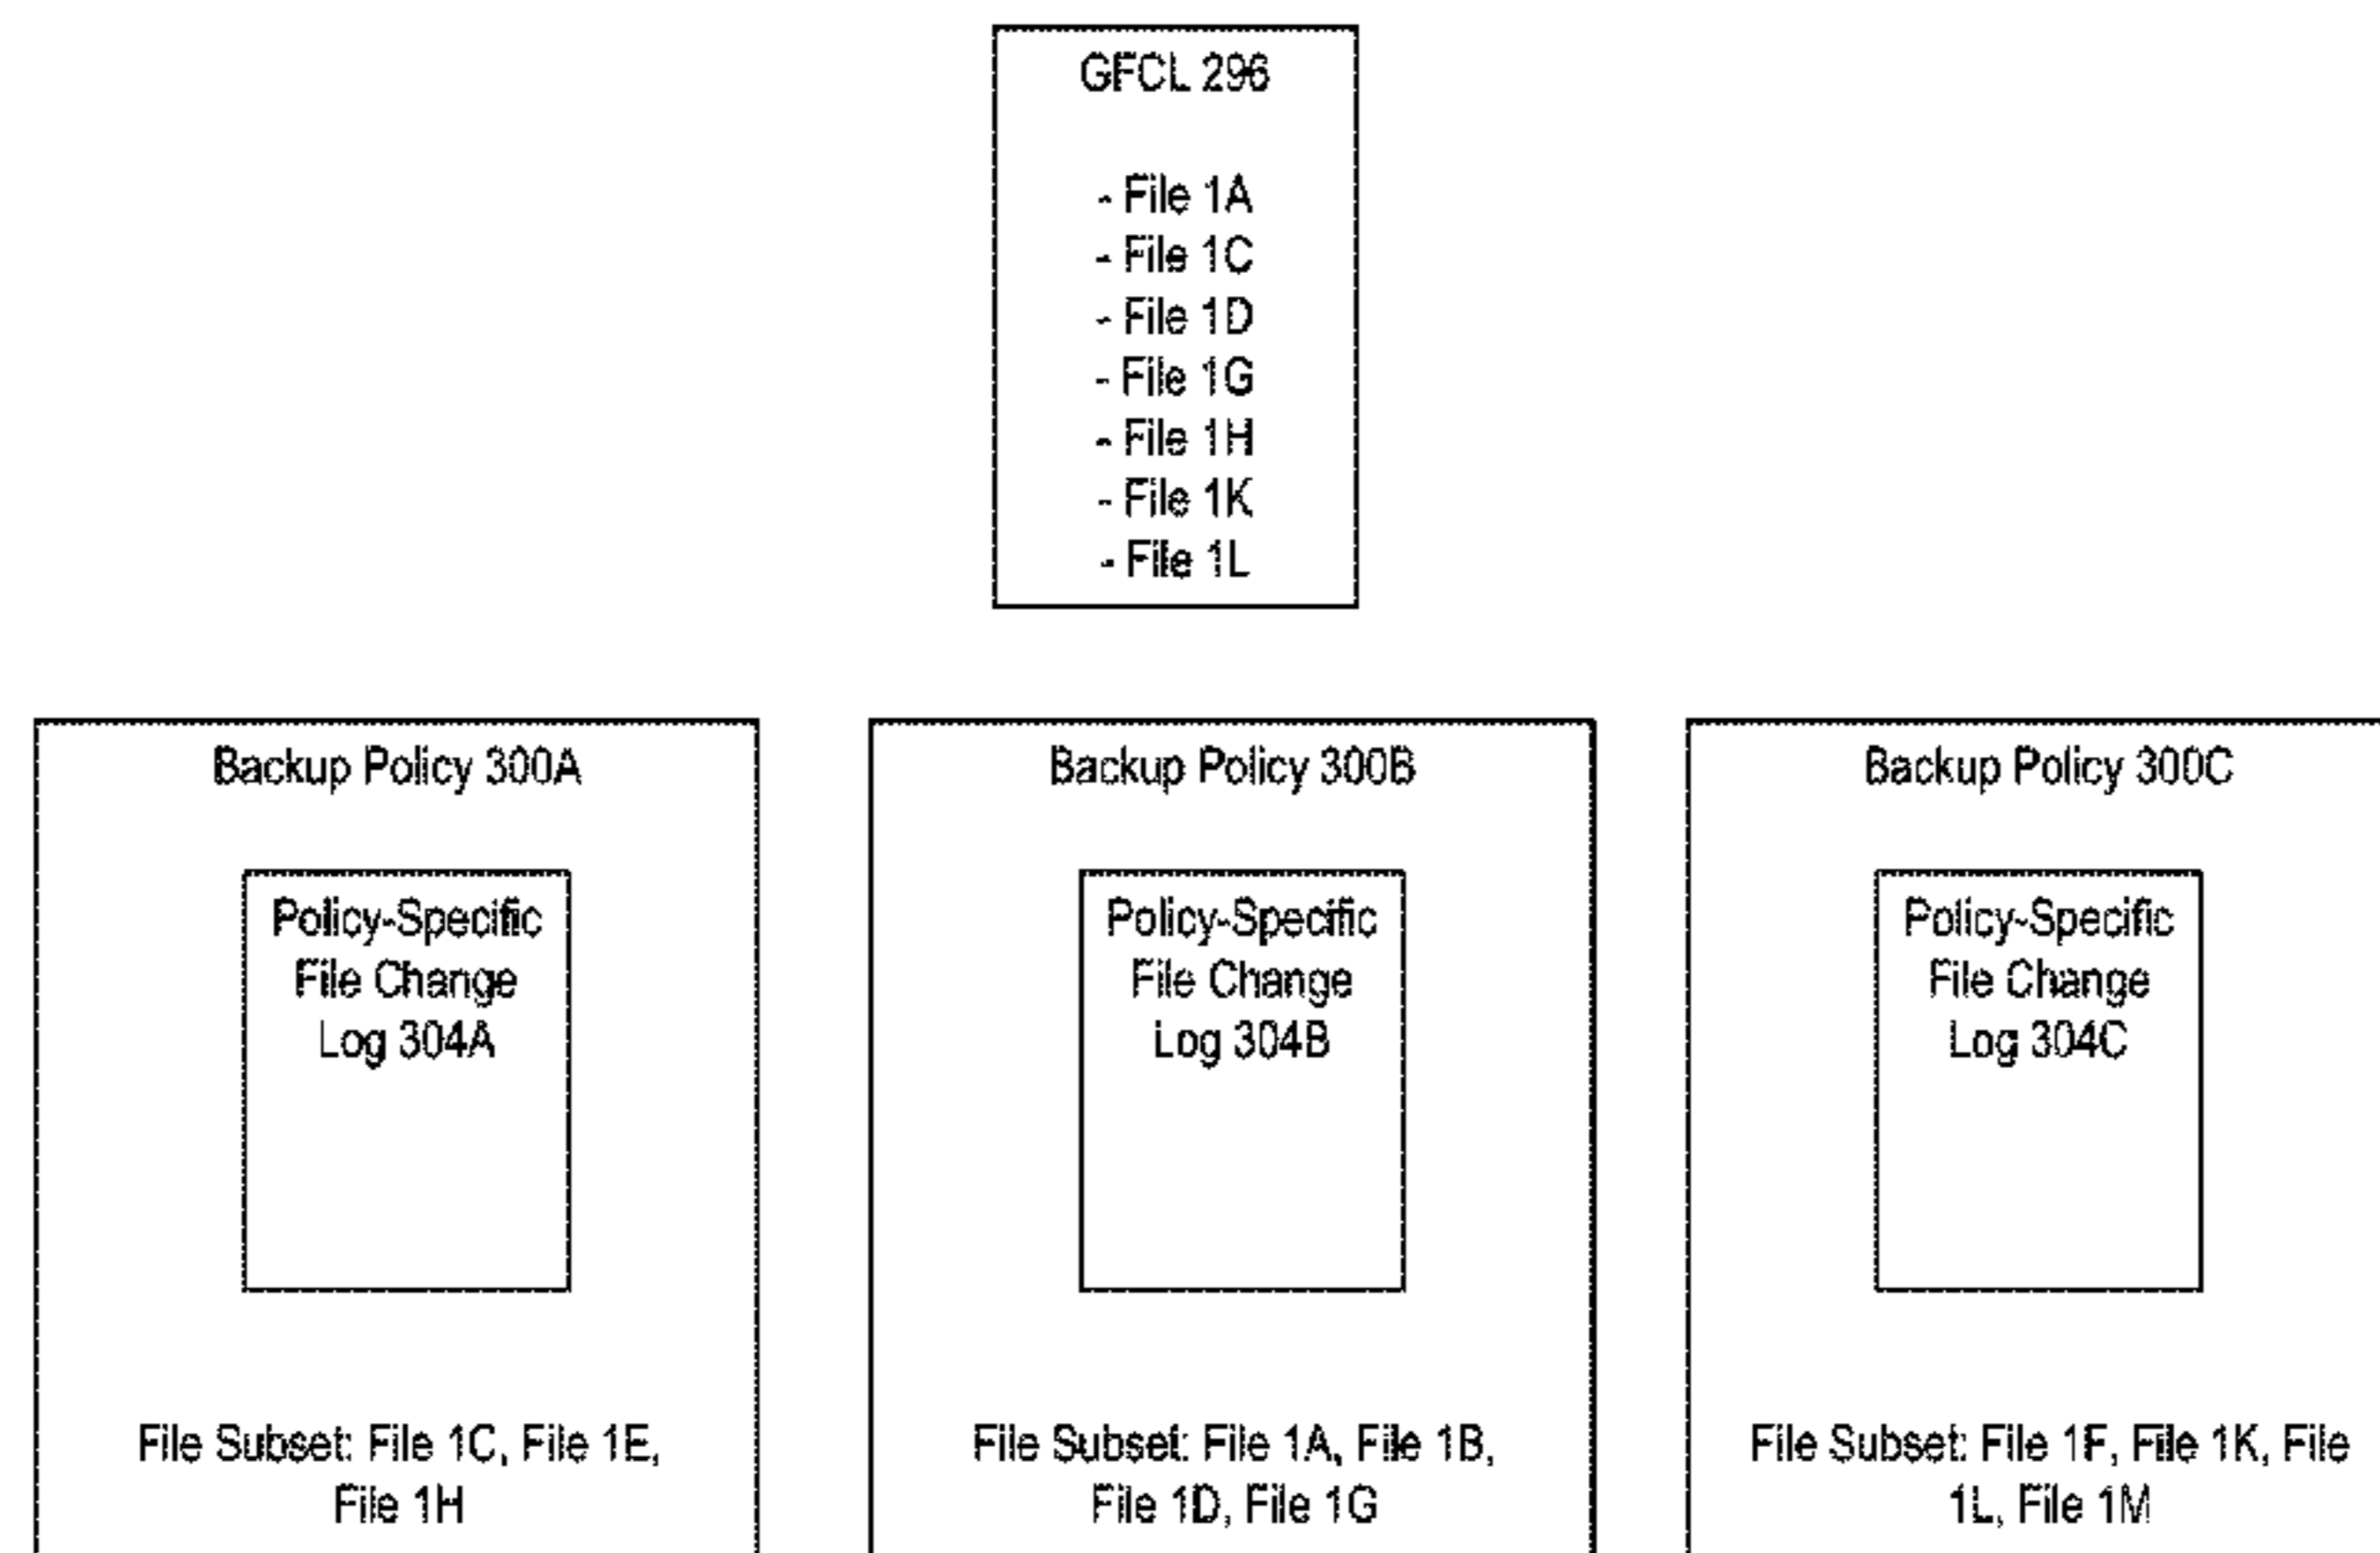 GFCL 296
- File 1A
- File 1C
- File 1D
- File 1G
- File 1H
- File 1K
- File 1L
Backup Policy 300A
Policy-Specific
File Change
Log 304A
File Subset: File 1C, File 1E,
File 1H
Backup Policy 300B
Policy-Specific
File Change
Log 304B
File Subset: File 1A, File 1B,
File 1D, File 1G
Backup Policy 300C
Policy-Specific
File Change
Log 304C
File Subset: File 1F, File 1K, File
1L, File 1M